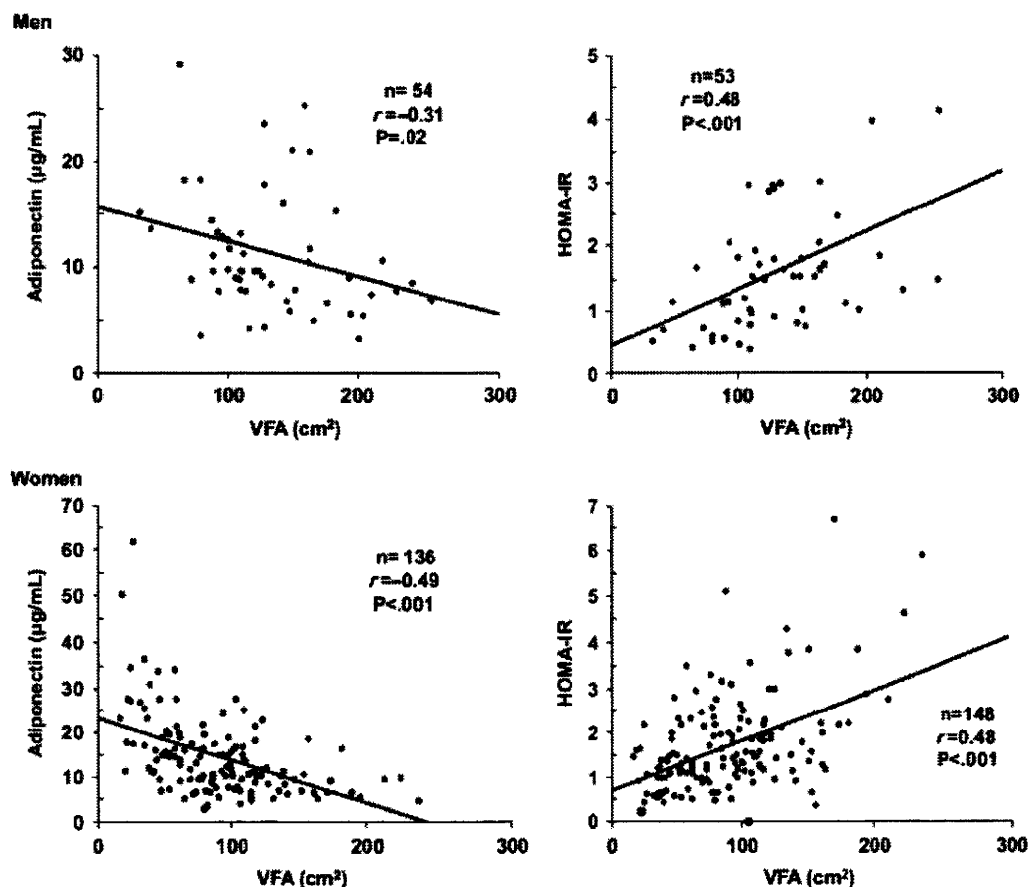 Men
30
20
10
0
Adiponectin (µg/mL)
n= 54
r=–0.31
P=.02
0 100 200 300
VFA (cm²)
5
4
3
2
1
0
HOMA-IR
n=53
r=0.48
P<.001
0 100 200 300
VFA (cm²)
Women
70
60
50
40
30
20
10
0
Adiponectin (µg/mL)
n= 136
r=–0.49
P<.001
0 100 200 300
VFA (cm²)
7
6
5
4
3
2
1
0
HOMA-IR
n=148
r=0.48
P<.001
0 100 200 300
VFA (cm²)